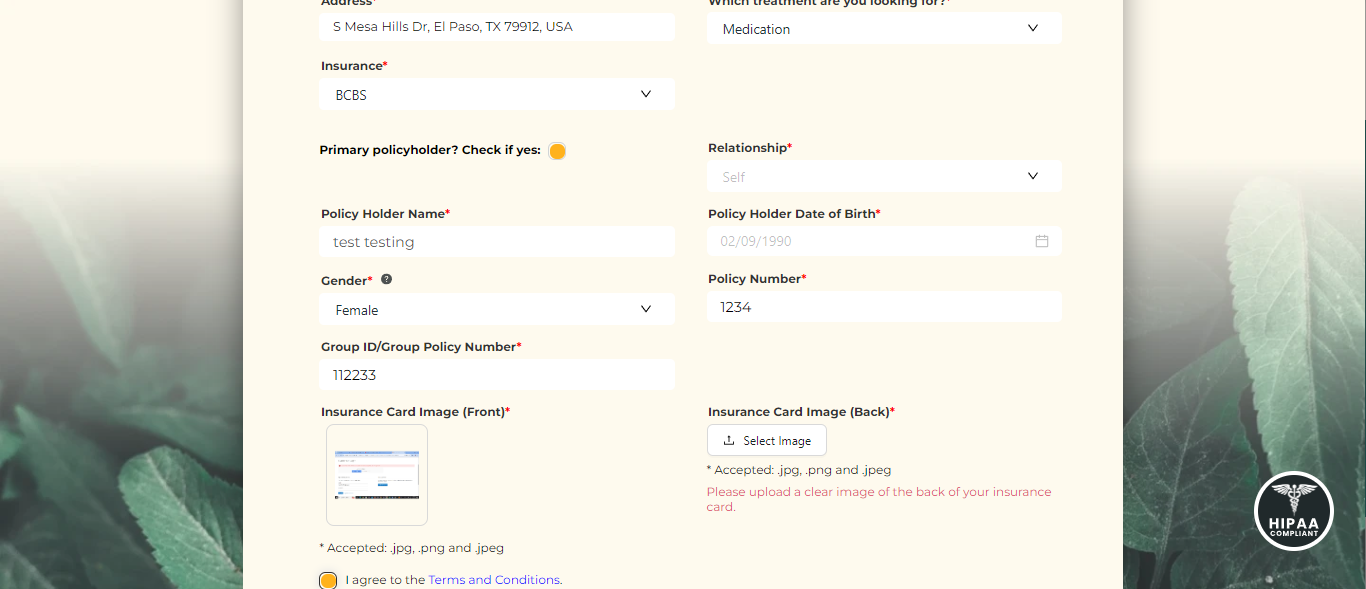 Address*
Which treatment are you looking for?*
S Mesa Hills Dr, El Paso, TX 79912, USA
Medication
Insurance*
BCBS
Primary policyholder? Check if yes:
Relationship*
Self
Policy Holder Name*
Policy Holder Date of Birth*
test testing
02/09/1990
Gender* ?
Policy Number*
Female
1234
Group ID/Group Policy Number*
112233
Insurance Card Image (Front)*
Insurance Card Image (Back)*
Select Image
* Accepted: .jpg, .png and .jpeg
Please upload a clear image of the back of your insurance
card.
* Accepted: .jpg, .png and .jpeg
I agree to the Terms and Conditions.
HIPAA
COMPLIANT